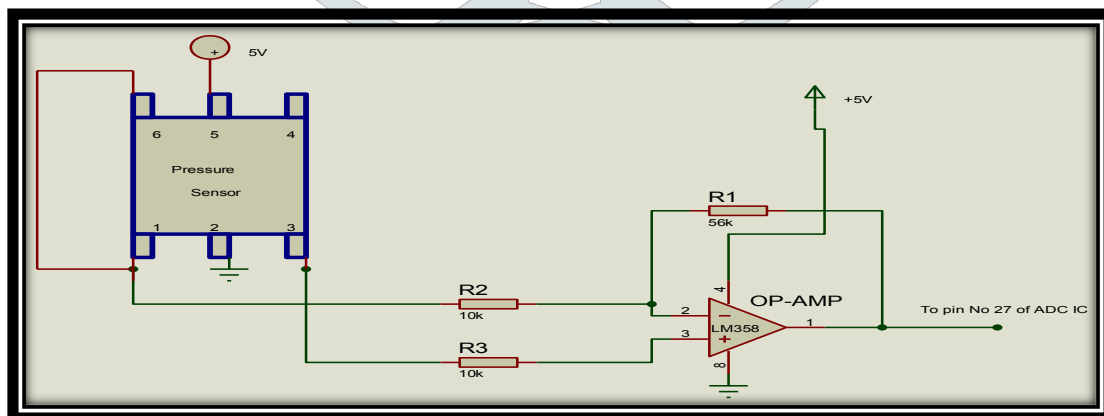 5V
6
5
4
Pressure
Sensor
1
2
3
+5V
R1
56k
R2
10k
R3
10k
OP-AMP
4
2
3
LM358
1
8
To pin No 27 of ADC IC